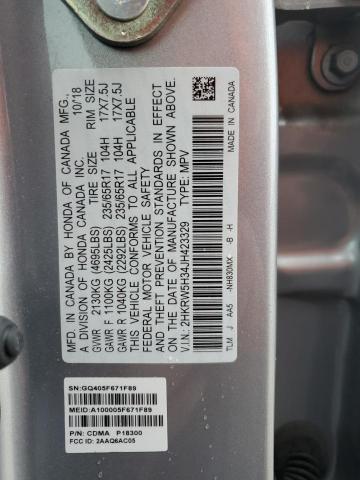 MFD. IN CANADA BY HONDA OF CANADA MFG., 10/18
A DIVISION OF HONDA CANADA INC.
TIRE SIZE RIM SIZE
GVWR 2130KG (4695LBS)
GAWR F 1100KG (2425LBS) 235/65R17 104H 17X7.5J
GAWR R 1040KG (2292LBS) 235/65R17 104H 17X7.5J
THIS VEHICLE CONFORMS TO ALL APPLICABLE
FEDERAL MOTOR VEHICLE SAFETY
AND THEFT PREVENTION STANDARDS IN EFFECT
ON THE DATE OF MANUFACTURE SHOWN ABOVE.
V.I.N: 2HKRW5H34JH423329 TYPE: MPV
TLM J AA5 -NH830MX -B -H
MADE IN CANADA
SN:GQ405F671F89
MEID:A100005F671F89
P/N: CDMA P18300
FCC ID: 2AAQ6AC05